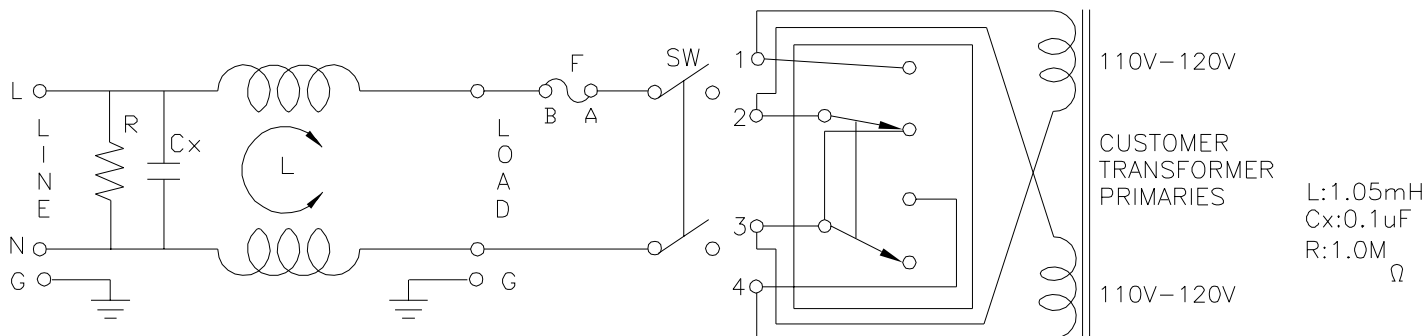 L
LINE
N
G
R
Cx
L
LOAD
G
F
B A
SW
1
2
3
4
110V-120V
CUSTOMER
TRANSFORMER
PRIMARIES
110V-120V
L:1.05mH
Cx:0.1uF
R:1.0M
Ω